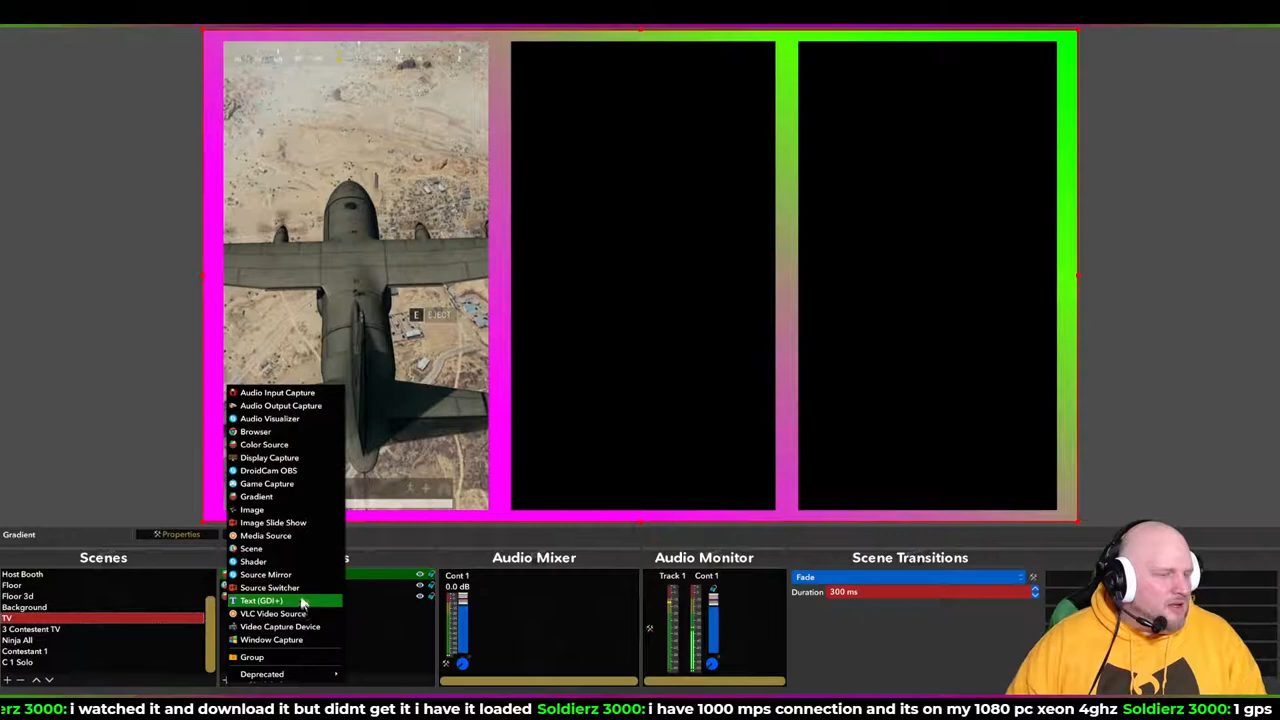 E EJECT
Audio Input Capture
Audio Output Capture
Audio Visualizer
Browser
Color Source
Display Capture
DroidCam OBS
Game Capture
Gradient
Image
Image Slide Show
Media Source
Scene
Shader
Source Mirror
Source Switcher
Text (GDI+)
VLC Video Source
Video Capture Device
Window Capture
Group
Deprecated
Gradient
Properties
Scenes
Host Booth
Floor
Floor 3d
Background
TV
3 Contestent TV
Ninja All
Contestant 1
C 1 Solo
Audio Mixer
Cont 1
0.0 dB
Audio Monitor
Track 1 Cont 1
Scene Transitions
Fade
Duration 300 ms
erz 3000: i watched it and download it but didnt get it i have it loaded Soldierz 3000: i have 1000 mps connection and its on my 1080 pc xeon 4ghz Soldierz 3000: 1 gps